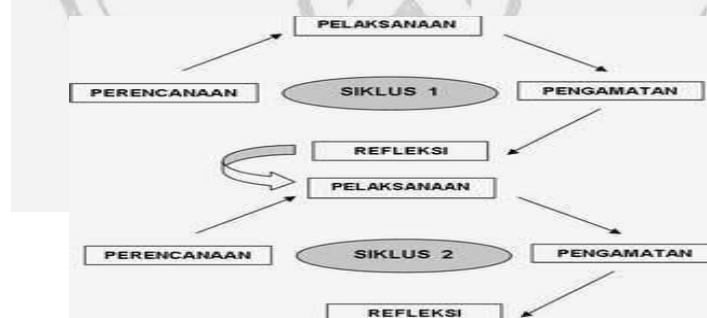 PELAKSANAAN
PERENCANAAN
SIKLUS 1
PENGAMATAN
REFLEKSI
PELAKSANAAN
PERENCANAAN
SIKLUS 2
PENGAMATAN
REFLEKSI